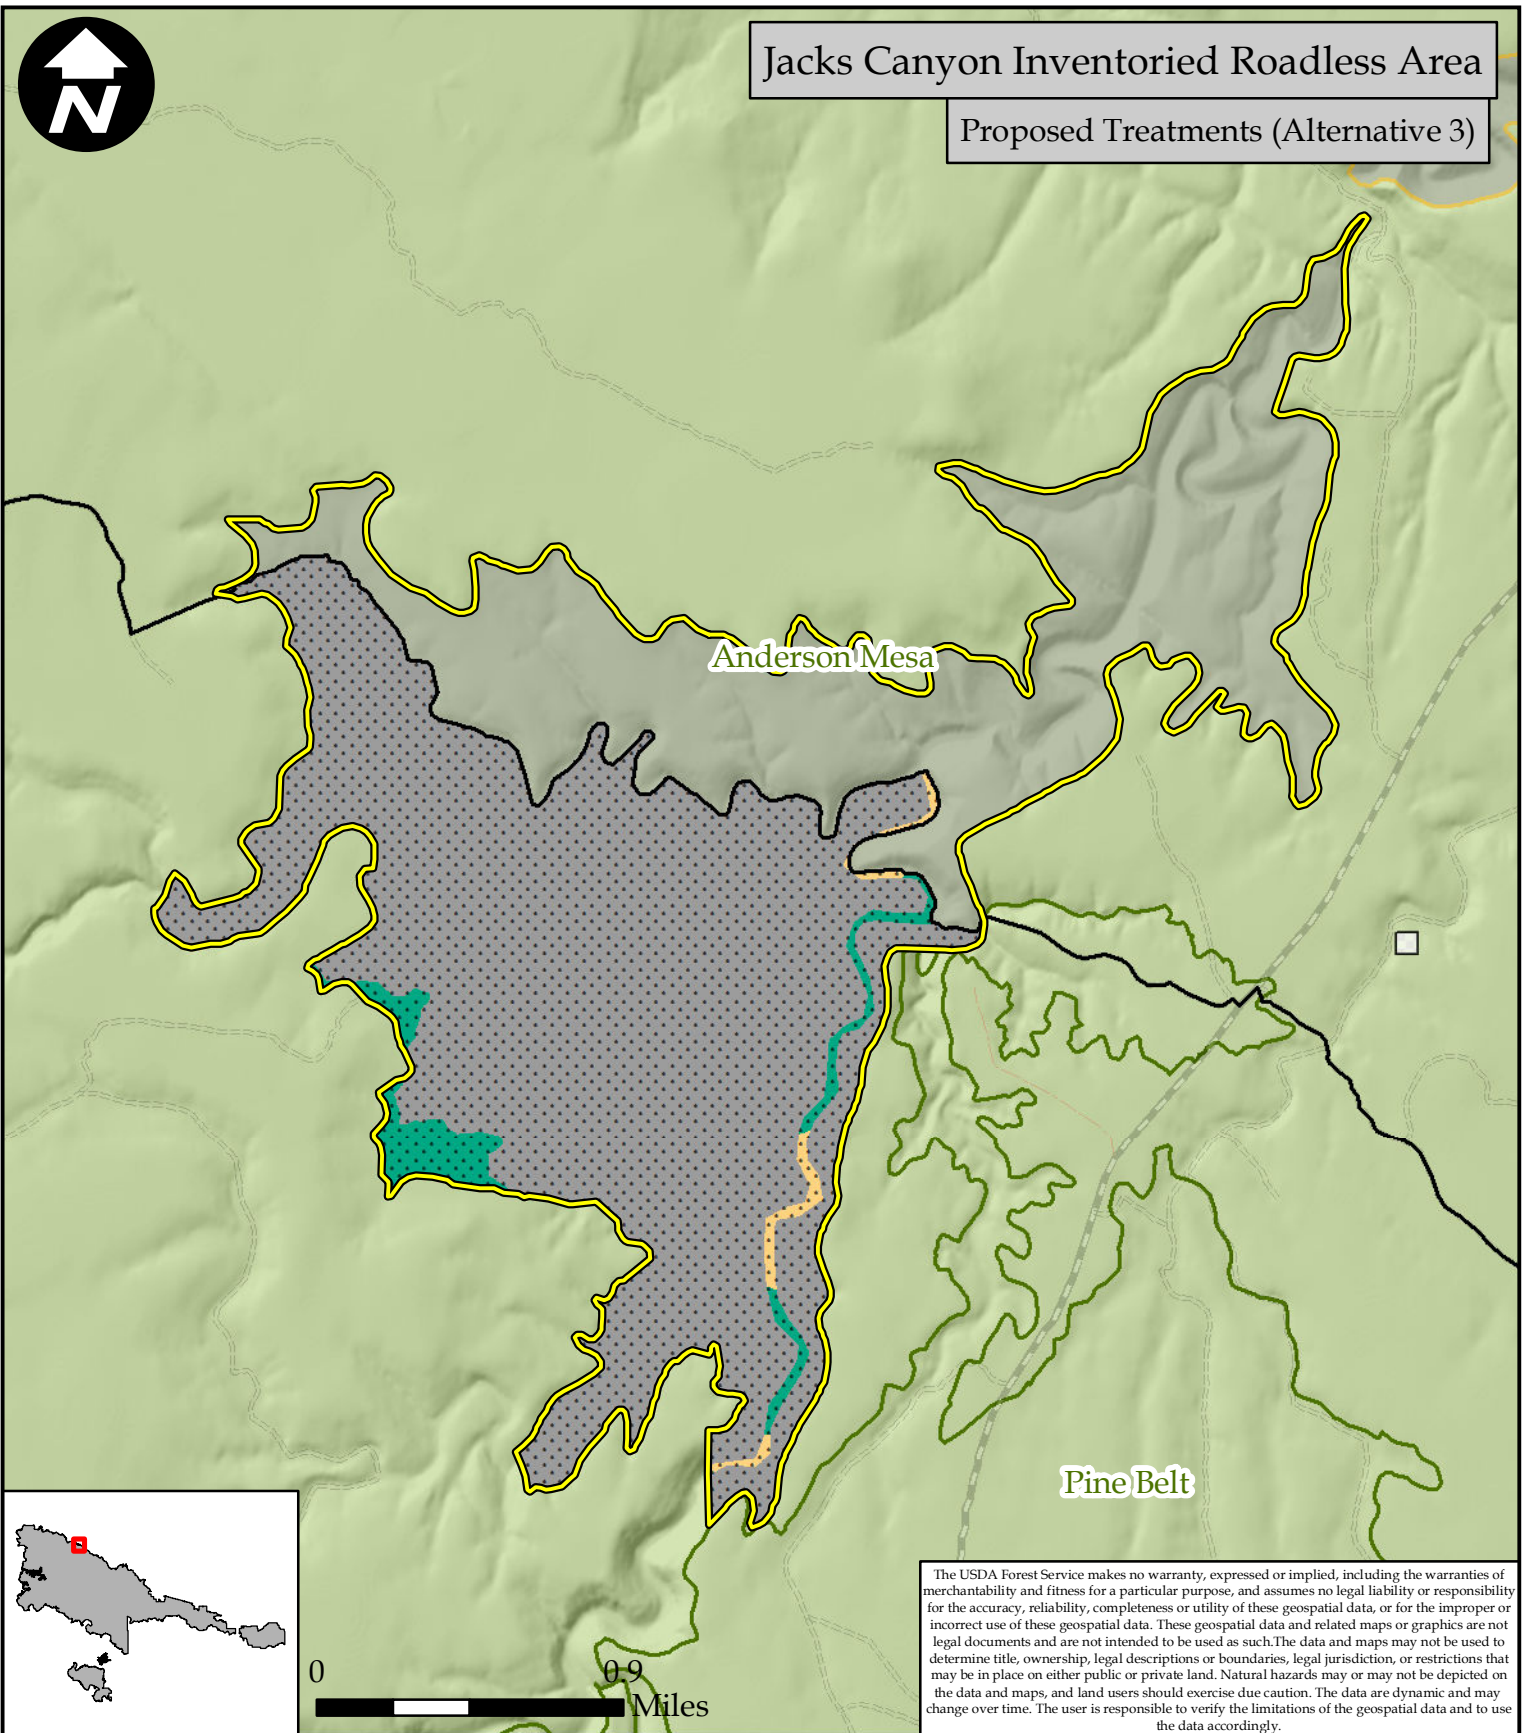 N
Jacks Canyon Inventoried Roadless Area
Proposed Treatments (Alternative 3)
Anderson Mesa
Pine Belt
0 0.9
Miles
The USDA Forest Service makes no warranty, expressed or implied, including the warranties of
merchantability and fitness for a particular purpose, and assumes no legal liability or responsibility
for the accuracy, reliability, completeness or utility of these geospatial data, or for the improper or
incorrect use of these geospatial data. These geospatial data and related maps or graphics are not
legal documents and are not intended to be used as such.The data and maps may not be used to
determine title, ownership, legal descriptions or boundaries, legal jurisdiction, or restrictions that
may be in place on either public or private land. Natural hazards may or may not be depicted on
the data and maps, and land users should exercise due caution. The data are dynamic and may
change over time. The user is responsible to verify the limitations of the geospatial data and to use
the data accordingly.